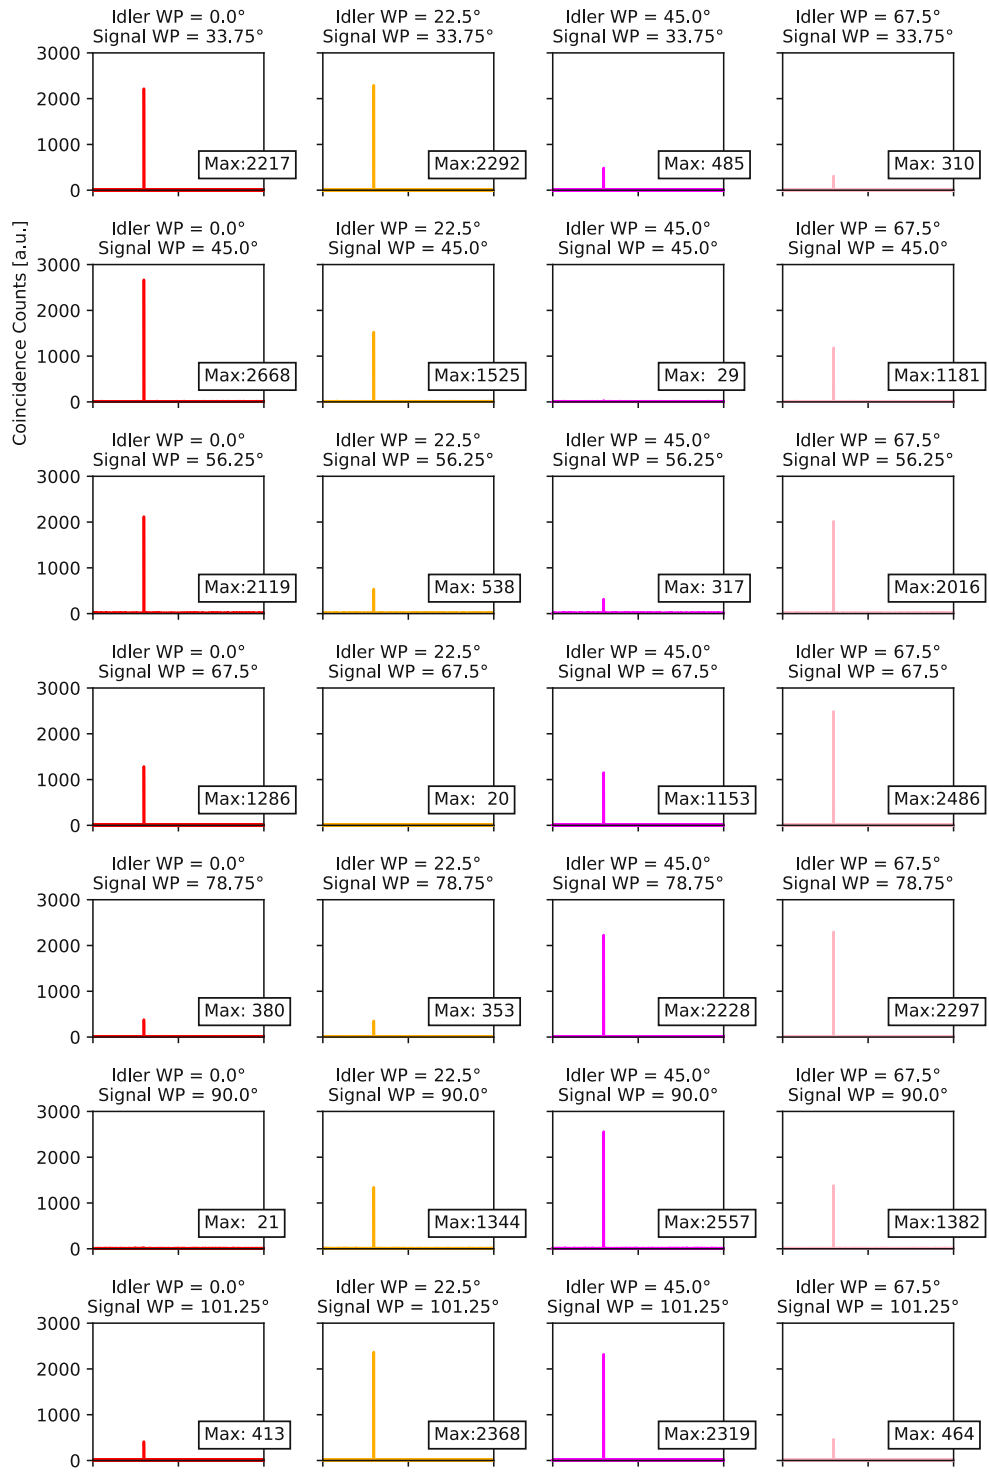 Idler WP = 0.0°
Signal WP = 33.75°
Idler WP = 22.5°
Signal WP = 33.75°
Idler WP = 45.0°
Signal WP = 33.75°
Idler WP = 67.5°
Signal WP = 33.75°
3000
2000
1000
0
Max:2217
Max:2292
Max: 485
Max: 310
Coincidence Counts [a.u.]
Idler WP = 0.0°
Signal WP = 45.0°
Idler WP = 22.5°
Signal WP = 45.0°
Idler WP = 45.0°
Signal WP = 45.0°
Idler WP = 67.5°
Signal WP = 45.0°
3000
2000
1000
0
Max:2668
Max:1525
Max:  29
Max:1181
Idler WP = 0.0°
Signal WP = 56.25°
Idler WP = 22.5°
Signal WP = 56.25°
Idler WP = 45.0°
Signal WP = 56.25°
Idler WP = 67.5°
Signal WP = 56.25°
3000
2000
1000
0
Max:2119
Max: 538
Max: 317
Max:2016
Idler WP = 0.0°
Signal WP = 67.5°
Idler WP = 22.5°
Signal WP = 67.5°
Idler WP = 45.0°
Signal WP = 67.5°
Idler WP = 67.5°
Signal WP = 67.5°
3000
2000
1000
0
Max:1286
Max:  20
Max:1153
Max:2486
Idler WP = 0.0°
Signal WP = 78.75°
Idler WP = 22.5°
Signal WP = 78.75°
Idler WP = 45.0°
Signal WP = 78.75°
Idler WP = 67.5°
Signal WP = 78.75°
3000
2000
1000
0
Max: 380
Max: 353
Max:2228
Max:2297
Idler WP = 0.0°
Signal WP = 90.0°
Idler WP = 22.5°
Signal WP = 90.0°
Idler WP = 45.0°
Signal WP = 90.0°
Idler WP = 67.5°
Signal WP = 90.0°
3000
2000
1000
0
Max:  21
Max:1344
Max:2557
Max:1382
Idler WP = 0.0°
Signal WP = 101.25°
Idler WP = 22.5°
Signal WP = 101.25°
Idler WP = 45.0°
Signal WP = 101.25°
Idler WP = 67.5°
Signal WP = 101.25°
3000
2000
1000
0
Max: 413
Max:2368
Max:2319
Max: 464